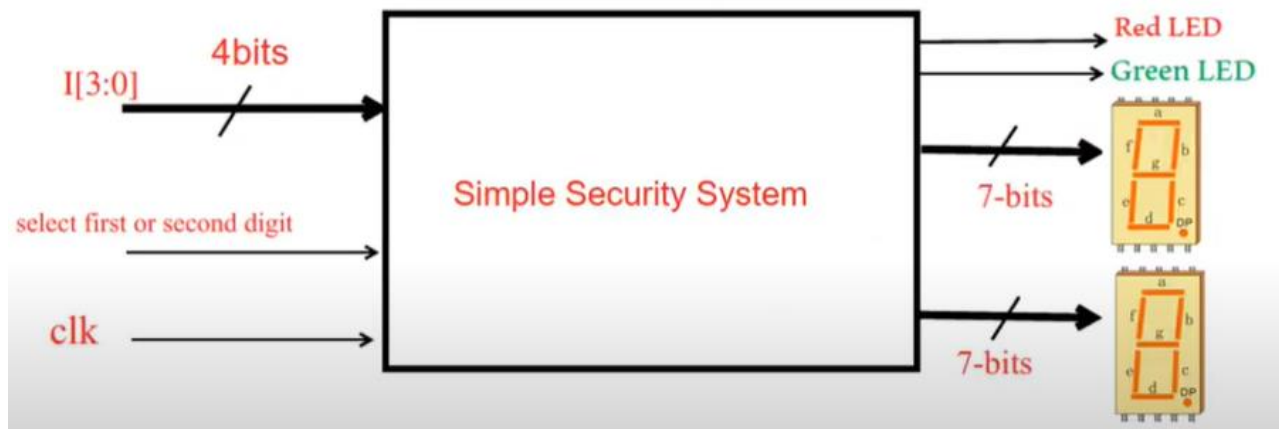 4bits
I[3:0]
select first or second digit
clk
Simple Security System
Red LED
Green LED
7-bits
a
f
b
g
e
c
d
DP
7-bits
a
f
b
g
e
c
d
DP